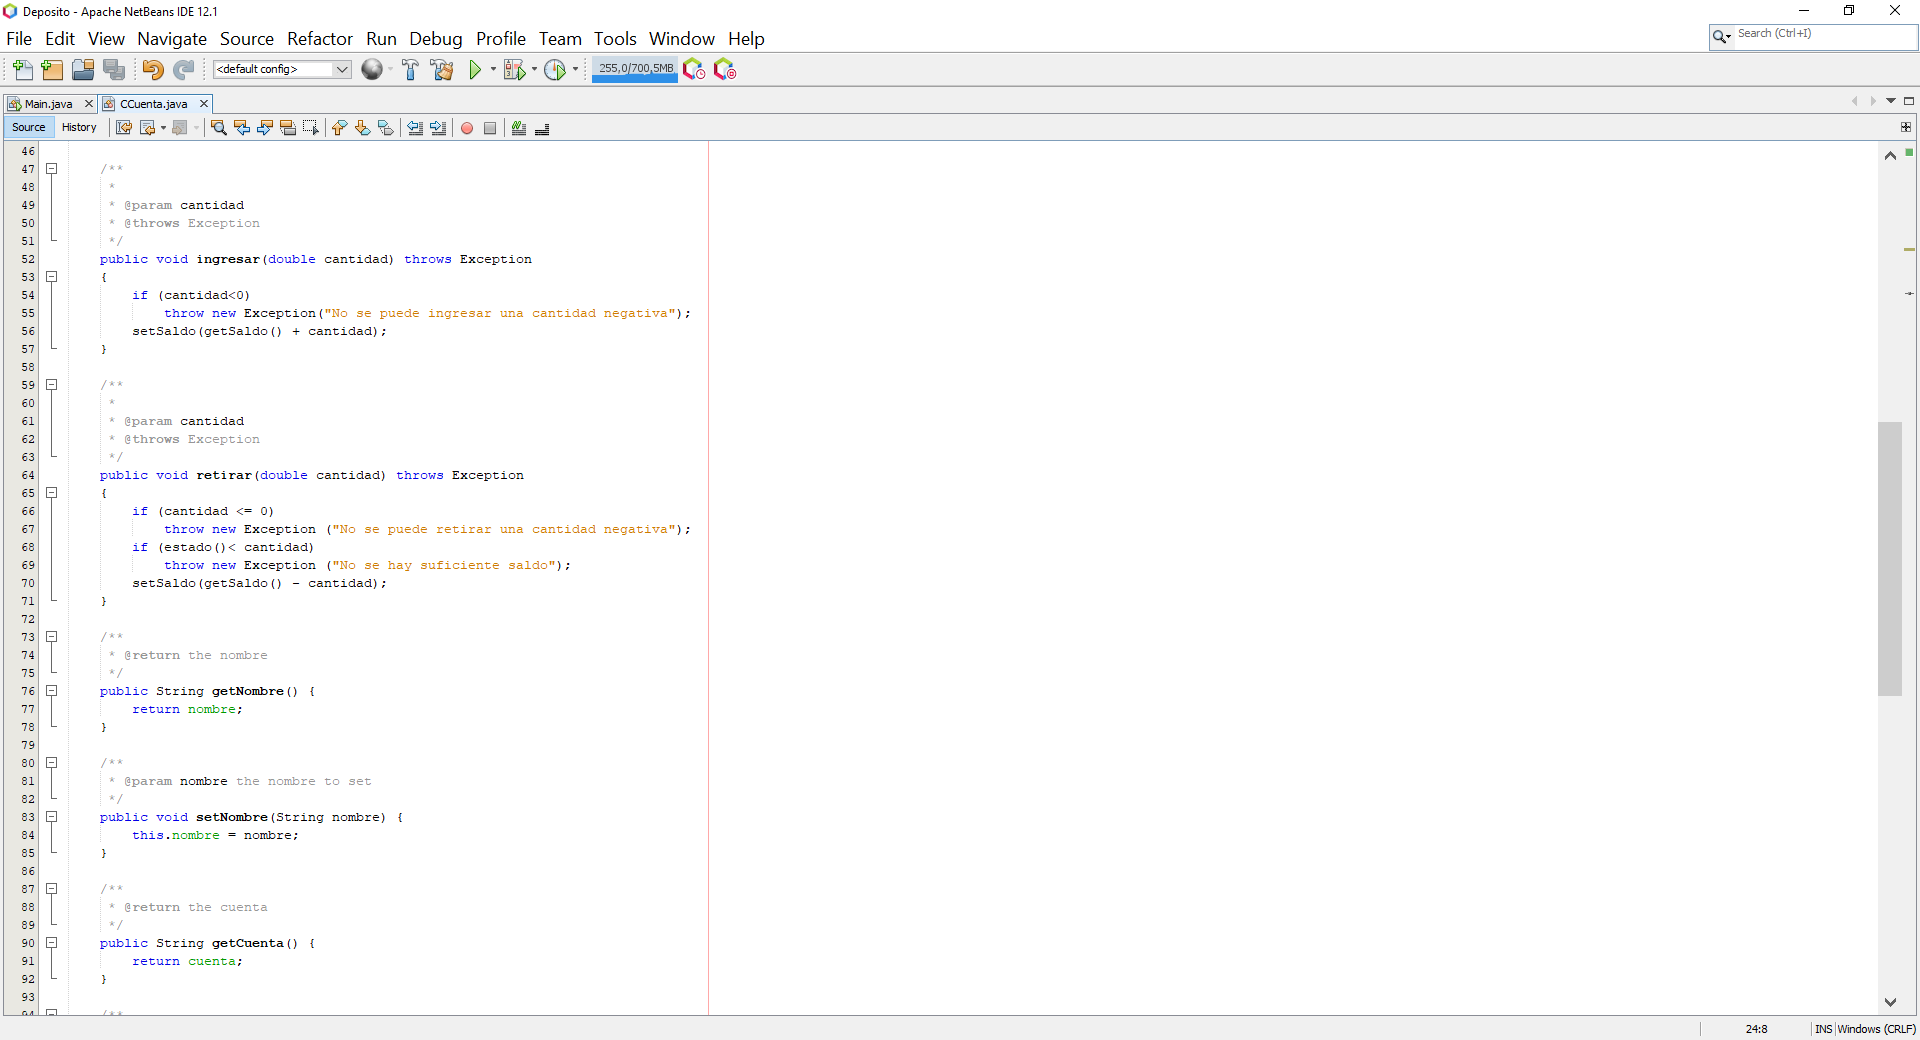 Deposito - Apache NetBeans IDE 12.1
File Edit View Navigate Source Refactor Run Debug Profile Team Tools Window Help
Search (Ctrl+I)
<default config>
255,0/700,5MB
Main.java
CCuenta.java
Source History
46
47 /**
48 *
49 * @param cantidad
50 * @throws Exception
51 */
52 public void ingresar(double cantidad) throws Exception
53 {
54 if (cantidad<0)
55 throw new Exception("No se puede ingresar una cantidad negativa");
56 setSaldo(getSaldo() + cantidad);
57 }
58
59 /**
60 *
61 * @param cantidad
62 * @throws Exception
63 */
64 public void retirar(double cantidad) throws Exception
65 {
66 if (cantidad <= 0)
67 throw new Exception ("No se puede retirar una cantidad negativa");
68 if (estado()< cantidad)
69 throw new Exception ("No se hay suficiente saldo");
70 setSaldo(getSaldo() - cantidad);
71 }
72
73 /**
74 * @return the nombre
75 */
76 public String getNombre() {
77 return nombre;
78 }
79
80 /**
81 * @param nombre the nombre to set
82 */
83 public void setNombre(String nombre) {
84 this.nombre = nombre;
85 }
86
87 /**
88 * @return the cuenta
89 */
90 public String getCuenta() {
91 return cuenta;
92 }
93
94 /**
24:8 INS Windows (CRLF)